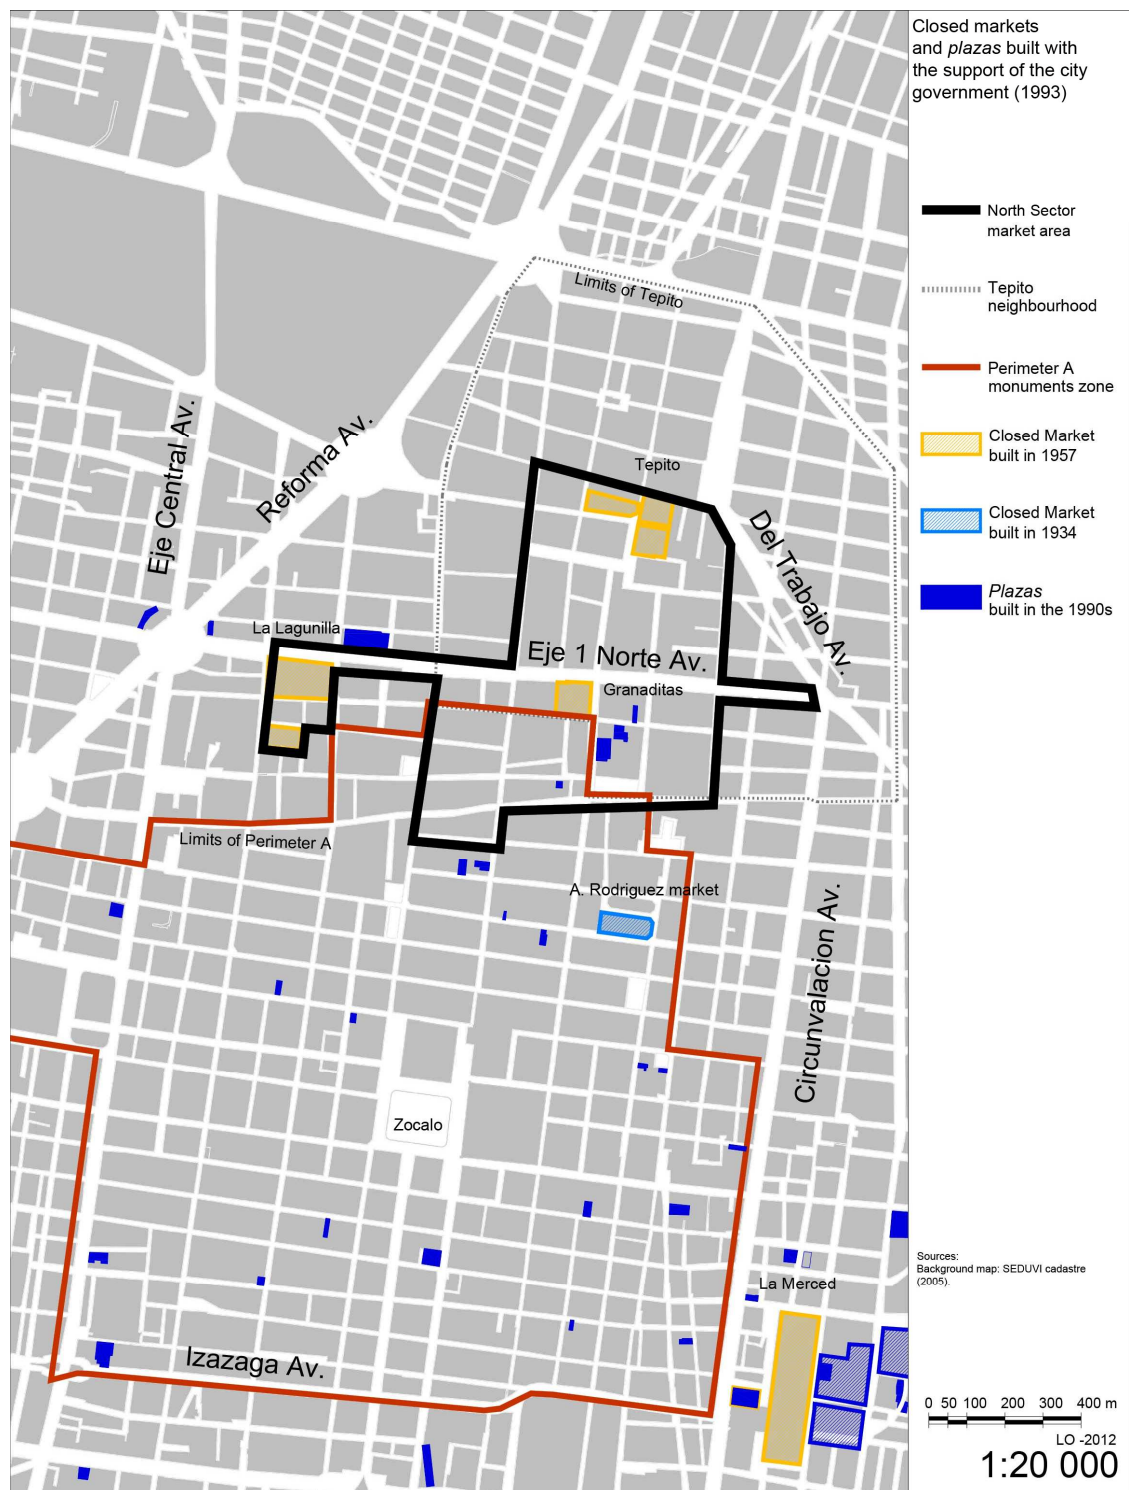 Closed markets
and plazas built with
the support of the city
government (1993)
North Sector
market area
Tepito
neighbourhood
Perimeter A
monuments zone
Closed Market
built in 1957
Closed Market
built in 1934
Plazas
built in the 1990s
Limits of Tepito
Eje Central Av.
Reforma Av.
Tepito
Del Trabajo Av.
La Lagunilla
Eje 1 Norte Av.
Granaditas
Limits of Perimeter A
A. Rodriguez market
Circunvalacion Av.
Zocalo
La Merced
Izazaga Av.
Sources:
Background map: SEDUVI cadastre
(2005).
0 50 100 200 300 400 m
LO -2012
1:20 000